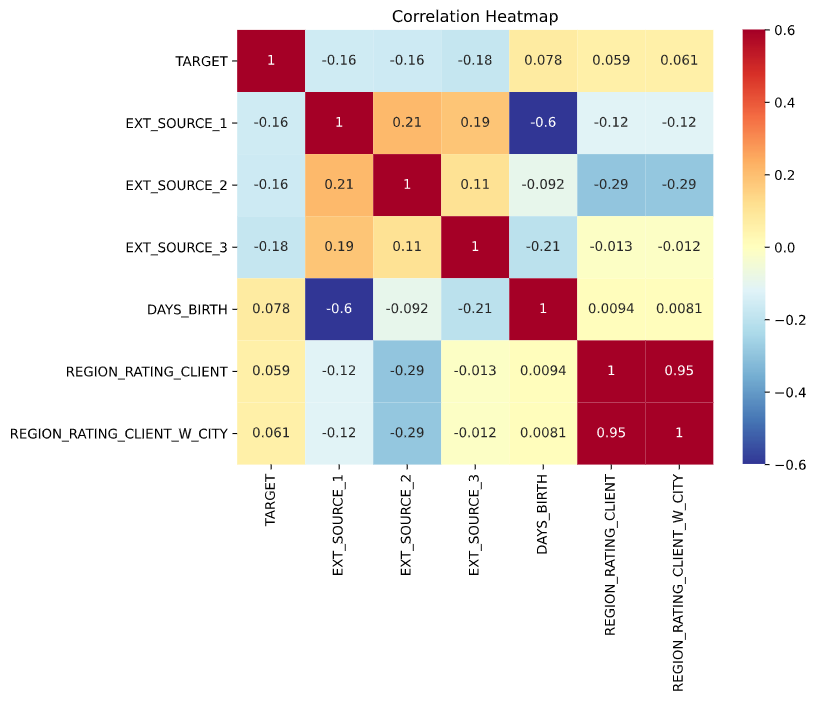 Correlation Heatmap
TARGET 1 -0.16 -0.16 -0.18 0.078 0.059 0.061
EXT_SOURCE_1 -0.16 1 0.21 0.19 -0.6 -0.12 -0.12
EXT_SOURCE_2 -0.16 0.21 1 0.11 -0.092 -0.29 -0.29
EXT_SOURCE_3 -0.18 0.19 0.11 1 -0.21 -0.013 -0.012
DAYS_BIRTH 0.078 -0.6 -0.092 -0.21 1 0.0094 0.0081
REGION_RATING_CLIENT 0.059 -0.12 -0.29 -0.013 0.0094 1 0.95
REGION_RATING_CLIENT_W_CITY 0.061 -0.12 -0.29 -0.012 0.0081 0.95 1
TARGET
EXT_SOURCE_1
EXT_SOURCE_2
EXT_SOURCE_3
DAYS_BIRTH
REGION_RATING_CLIENT
REGION_RATING_CLIENT_W_CITY
0.6
0.4
0.2
0.0
−0.2
−0.4
−0.6